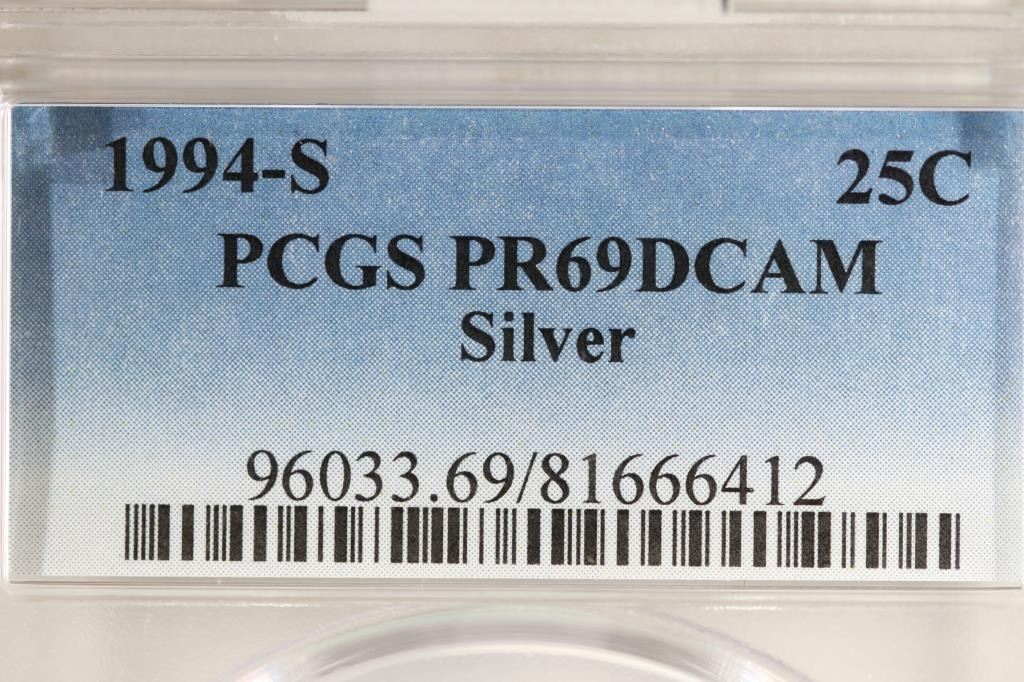 1994-S 25C
PCGS PR69DCAM
Silver
96033.69/81666412